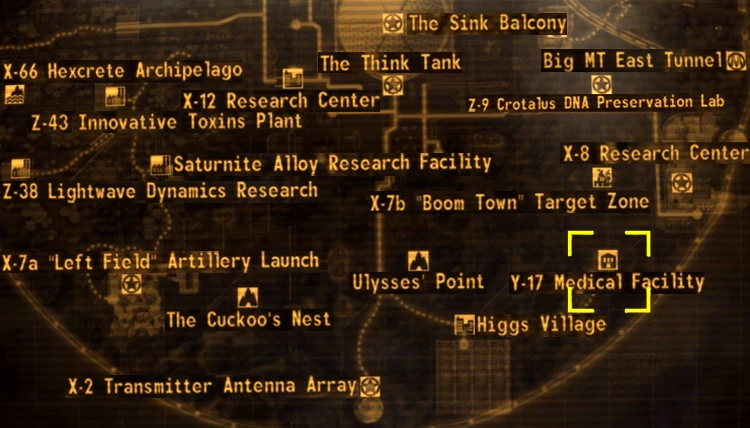 The Sink Balcony
The Think Tank
Big MT East Tunnel
X-66 Hexcrete Archipelago
X-12 Research Center
Z-9 Crotalus DNA Preservation Lab
Z-43 Innovative Toxins Plant
Saturnite Alloy Research Facility
X-8 Research Center
Z-38 Lightwave Dynamics Research
X-7b "Boom Town" Target Zone
X-7a "Left Field" Artillery Launch
Ulysses' Point
Y-17 Medical Facility
The Cuckoo's Nest
Higgs Village
X-2 Transmitter Antenna Array